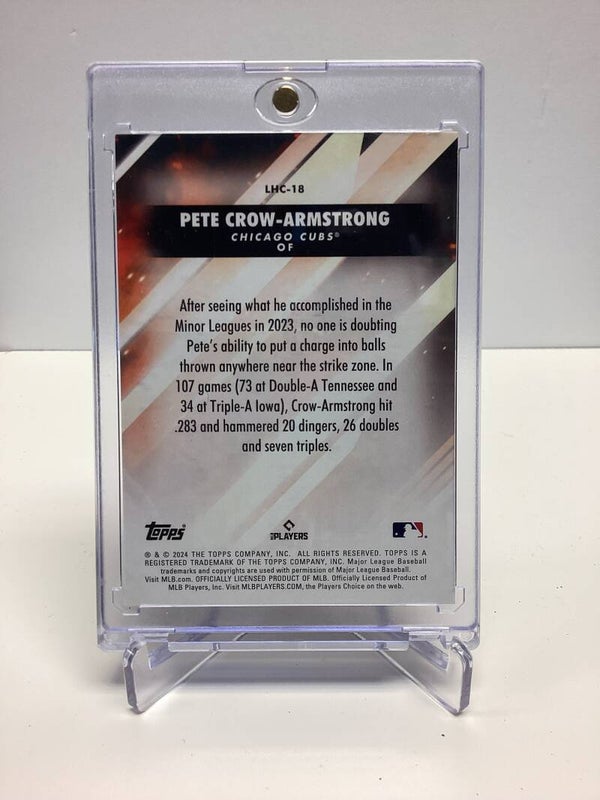 LHC-18
PETE CROW-ARMSTRONG
CHICAGO CUBS®
OF
After seeing what he accomplished in the
Minor Leagues in 2023, no one is doubting
Pete's ability to put a charge into balls
thrown anywhere near the strike zone. In
107 games (73 at Double-A Tennessee and
34 at Triple-A Iowa), Crow-Armstrong hit
.283 and hammered 20 dingers, 26 doubles
and seven triples.
Topps®
PLAYERS
® & © 2024 THE TOPPS COMPANY, INC. ALL RIGHTS RESERVED. TOPPS IS A
REGISTERED TRADEMARK OF THE TOPPS COMPANY, INC. Major League Baseball
trademarks and copyrights are used with permission of Major League Baseball.
Visit MLB.com. OFFICIALLY LICENSED PRODUCT OF MLB. Officially Licensed Product of
MLB Players, Inc. Visit MLBPLAYERS.COM, the Players Choice on the web.